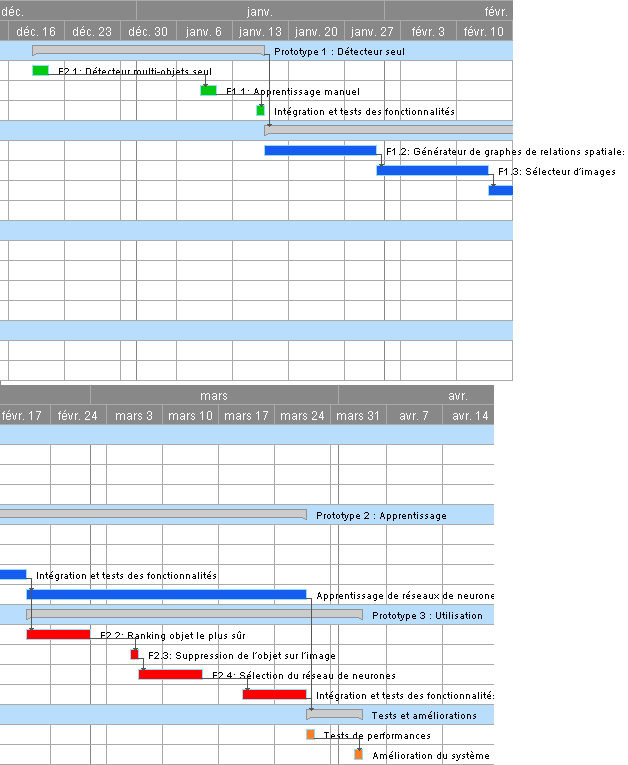 déc. janv. févr.
déc. 16 déc. 23 déc. 30 janv. 6 janv. 13 janv. 20 janv. 27 févr. 3 févr. 10
Prototype 1 : Détecteur seul
F2.1: Détecteur multi-objets seul
F1.1: Apprentissage manuel
Intégration et tests des fonctionnalités
F1.2: Générateur de graphes de relations spatiales
F1.3: Sélecteur d'images
mars avr.
févr. 17 févr. 24 mars 3 mars 10 mars 17 mars 24 mars 31 avr. 7 avr. 14
Prototype 2 : Apprentissage
Intégration et tests des fonctionnalités
Apprentissage de réseaux de neurone
Prototype 3 : Utilisation
F2.2: Ranking objet le plus sûr
F2.3: Suppression de l'objet sur l'image
F2.4: Sélection du réseau de neurones
Intégration et tests des fonctionnalités
Tests et améliorations
Tests de performances
Amélioration du système